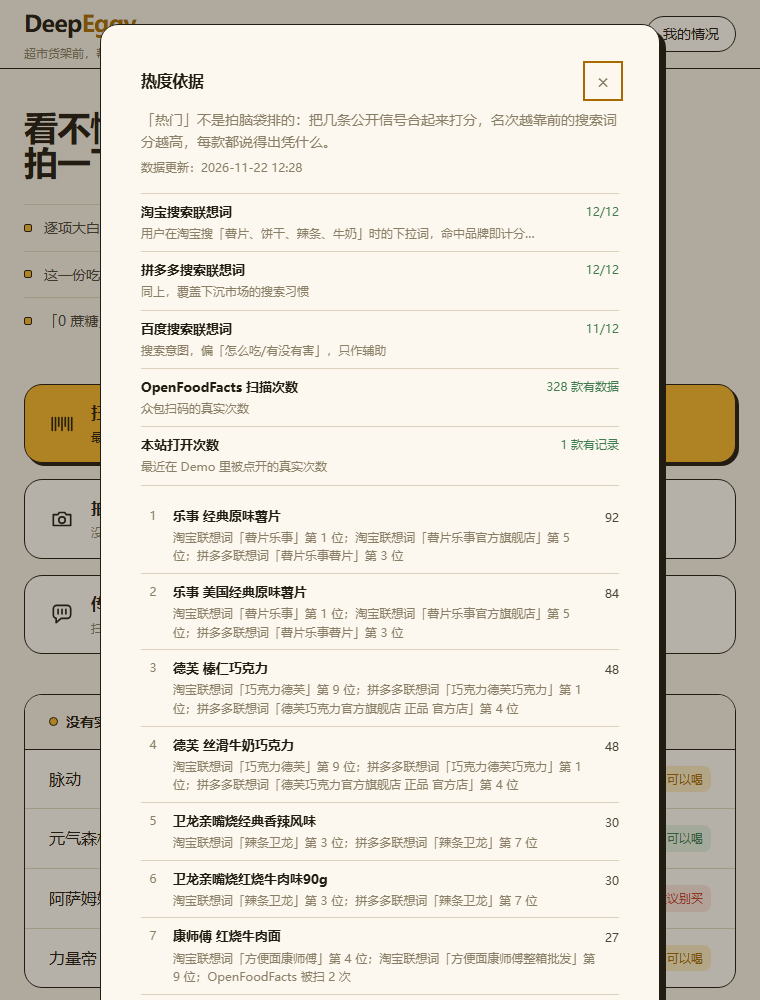 DeepEggy
超市货架前，
我的情况
看不
拍一
逐项大白
这一份吃
「0 蔗糖
脉动
元气森
阿萨姆
力量帝
没有
可以喝
可以喝
议别买
可以喝
热度依据
×
「热门」不是拍脑袋排的：把几条公开信号合起来打分，名次越靠前的搜索词
分越高，每款都说得出凭什么。
数据更新：2026-11-22 12:28
淘宝搜索联想词
12/12
用户在淘宝搜「薯片、饼干、辣条、牛奶」时的下拉词，命中品牌即计分…
拼多多搜索联想词
12/12
同上，覆盖下沉市场的搜索习惯
百度搜索联想词
11/12
搜索意图，偏「怎么吃/有没有害」，只作辅助
OpenFoodFacts 扫描次数
328 款有数据
众包扫码的真实次数
本站打开次数
1 款有记录
最近在 Demo 里被点开的真实次数
1 乐事 经典原味薯片 92
淘宝联想词「薯片乐事」第 1 位；淘宝联想词「薯片乐事官方旗舰店」第 5
位；拼多多联想词「薯片乐事薯片」第 3 位
2 乐事 美国经典原味薯片 84
淘宝联想词「薯片乐事」第 1 位；淘宝联想词「薯片乐事官方旗舰店」第 5
位；拼多多联想词「薯片乐事薯片」第 3 位
3 德芙 榛仁巧克力 48
淘宝联想词「巧克力德芙」第 9 位；拼多多联想词「巧克力德芙巧克力」第 1
位；拼多多联想词「德芙巧克力官方旗舰店 正品 官方店」第 4 位
4 德芙 丝滑牛奶巧克力 48
淘宝联想词「巧克力德芙」第 9 位；拼多多联想词「巧克力德芙巧克力」第 1
位；拼多多联想词「德芙巧克力官方旗舰店 正品 官方店」第 4 位
5 卫龙亲嘴烧经典香辣风味 30
淘宝联想词「辣条卫龙」第 3 位；拼多多联想词「辣条卫龙」第 7 位
6 卫龙亲嘴烧红烧牛肉味90g 30
淘宝联想词「辣条卫龙」第 3 位；拼多多联想词「辣条卫龙」第 7 位
7 康师傅 红烧牛肉面 27
淘宝联想词「方便面康师傅」第 4 位；淘宝联想词「方便面康师傅整箱批发」第
9 位；OpenFoodFacts 被扫 2 次